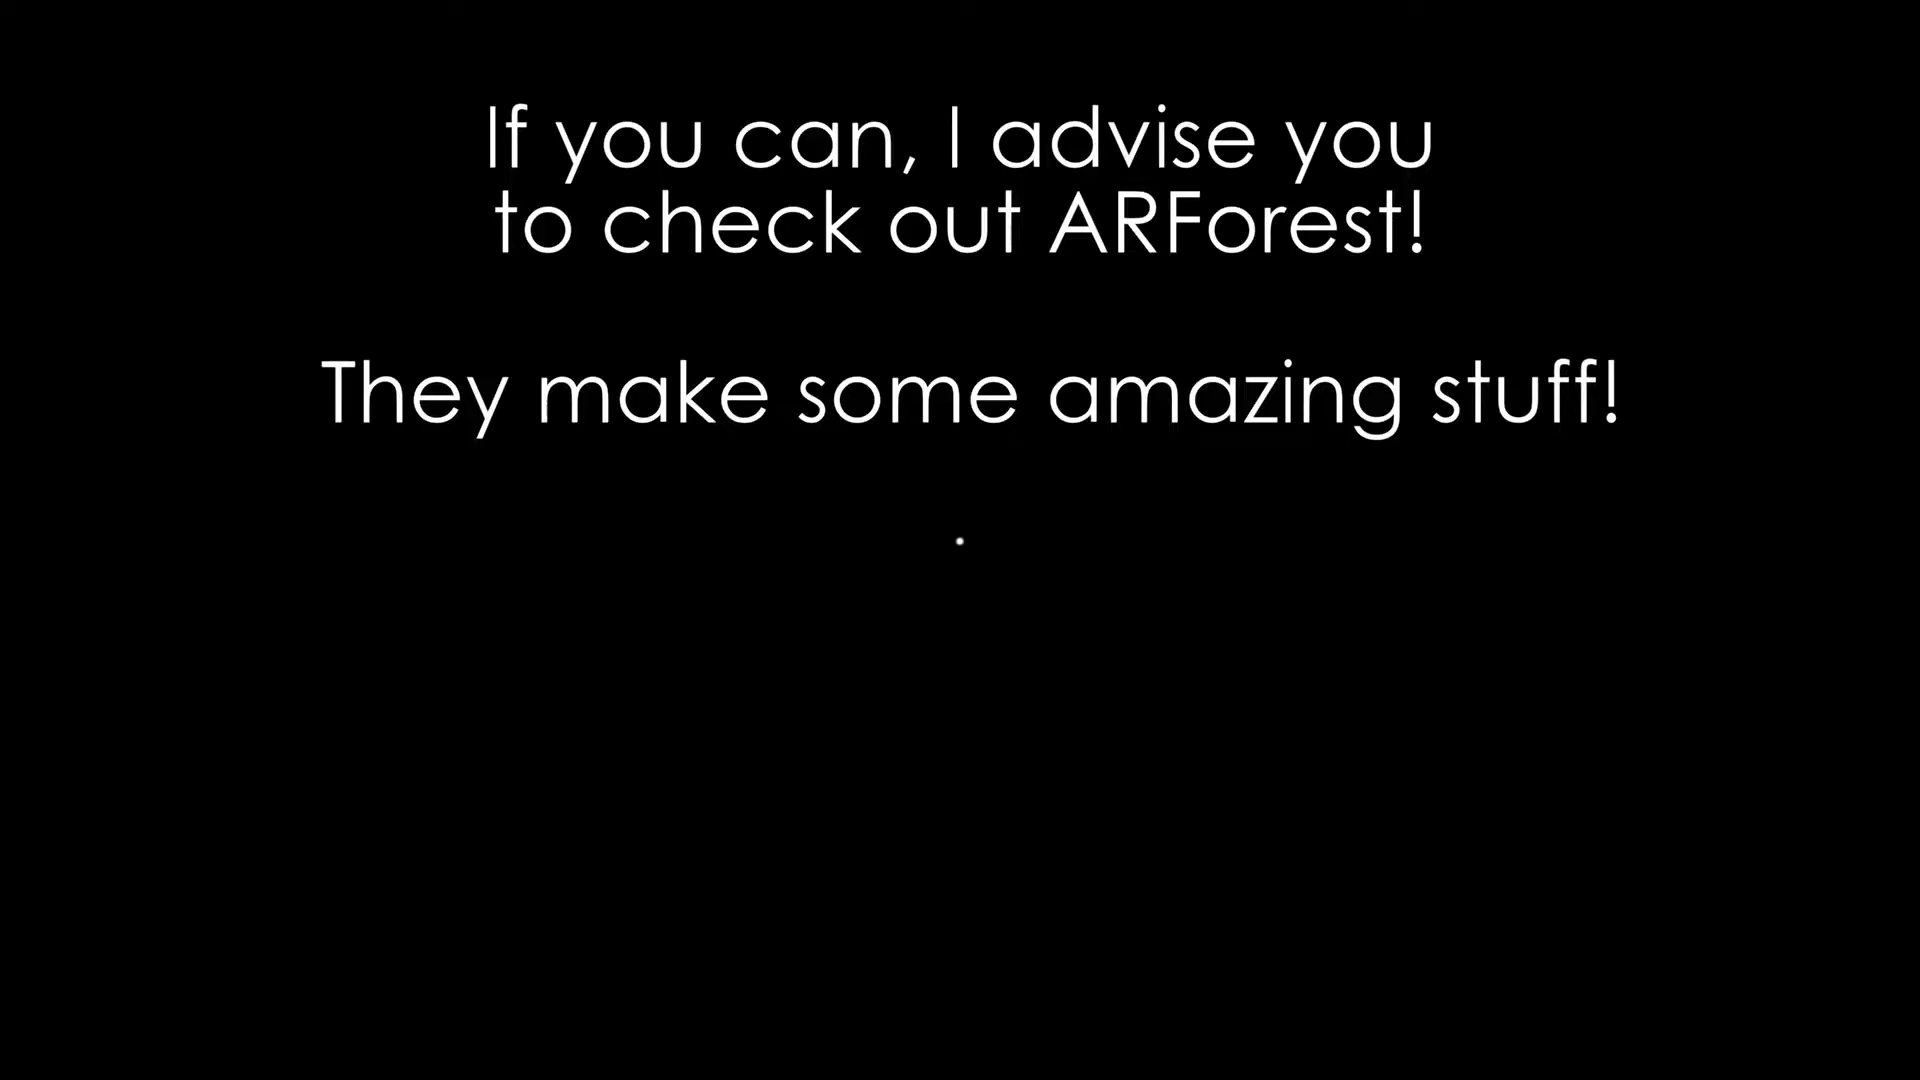 If you can, I advise you
to check out ARForest!
They make some amazing stuff!